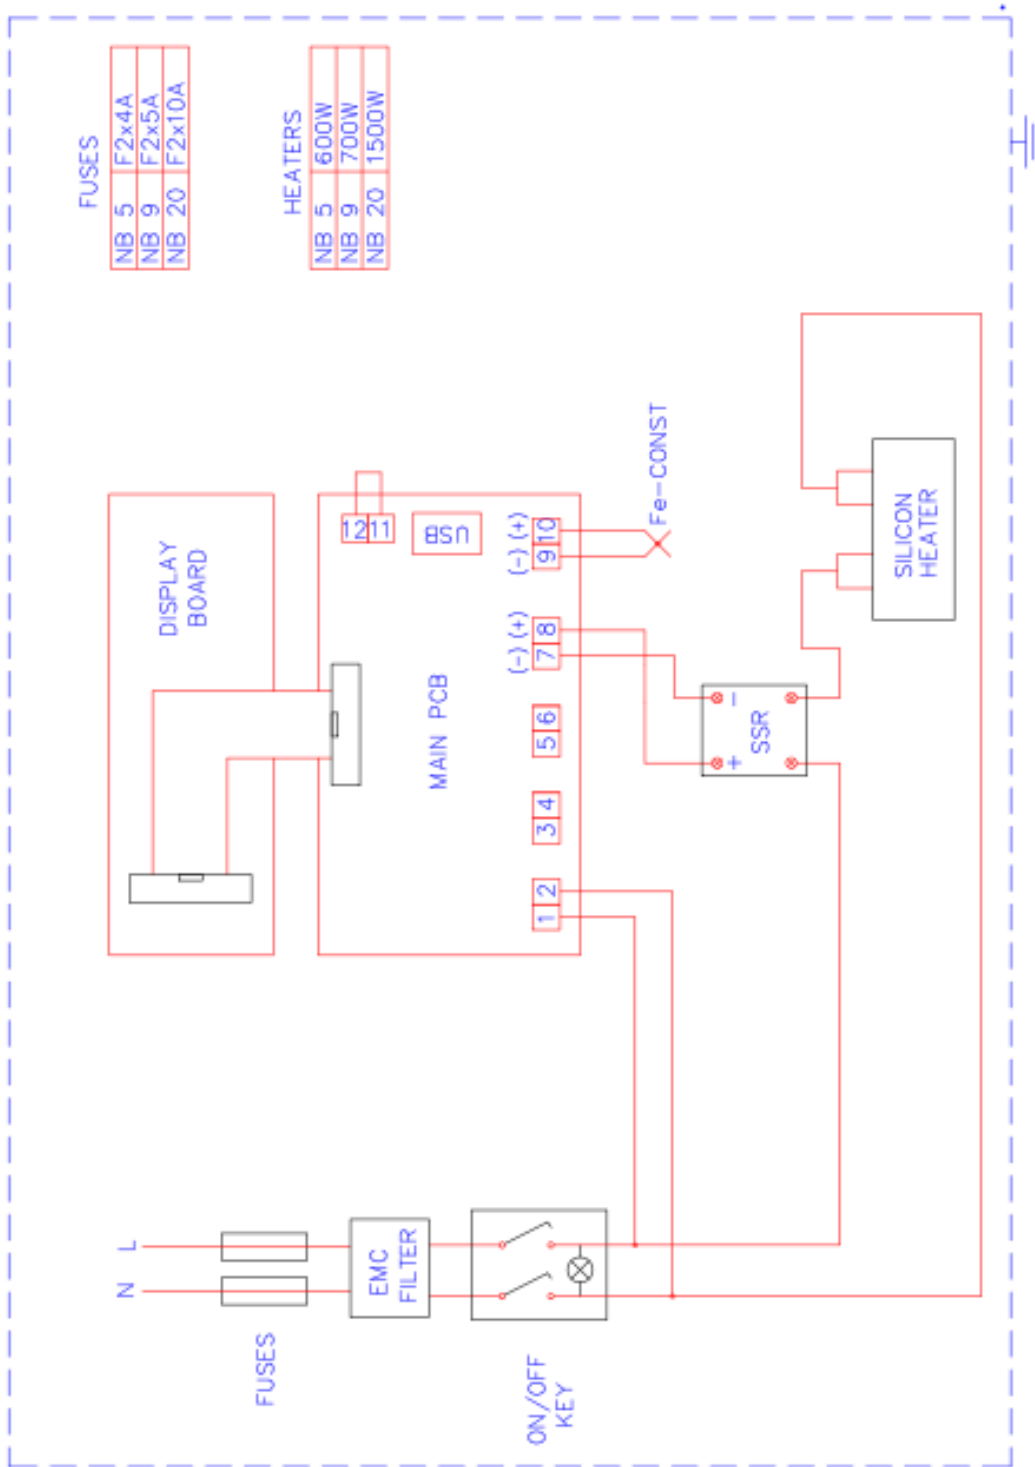 FUSES
NB 5 F2x4A
NB 9 F2x5A
NB 20 F2x10A
HEATERS
NB 5 600W
NB 9 700W
NB 20 1500W
DISPLAY
BOARD
12 11
USB
MAIN PCB
(-) (+)
9 10
(-) (+)
7 8
5 6
3 4
1 2
Fe-CONST
SILICON
HEATER
+ -
SSR
L
N
FUSES
EMC
FILTER
ON/OFF
KEY